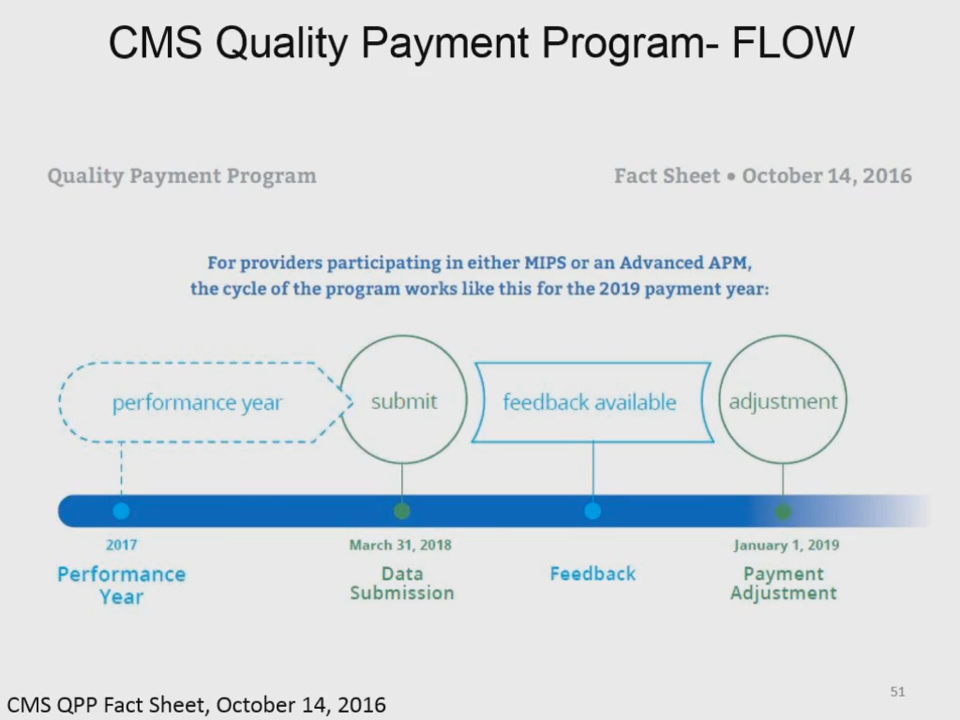 CMS Quality Payment Program- FLOW
Quality Payment Program
Fact Sheet • October 14, 2016
For providers participating in either MIPS or an Advanced APM,
the cycle of the program works like this for the 2019 payment year:
performance year
submit
feedback available
adjustment
2017
Performance
Year
March 31, 2018
Data
Submission
Feedback
January 1, 2019
Payment
Adjustment
CMS QPP Fact Sheet, October 14, 2016
51